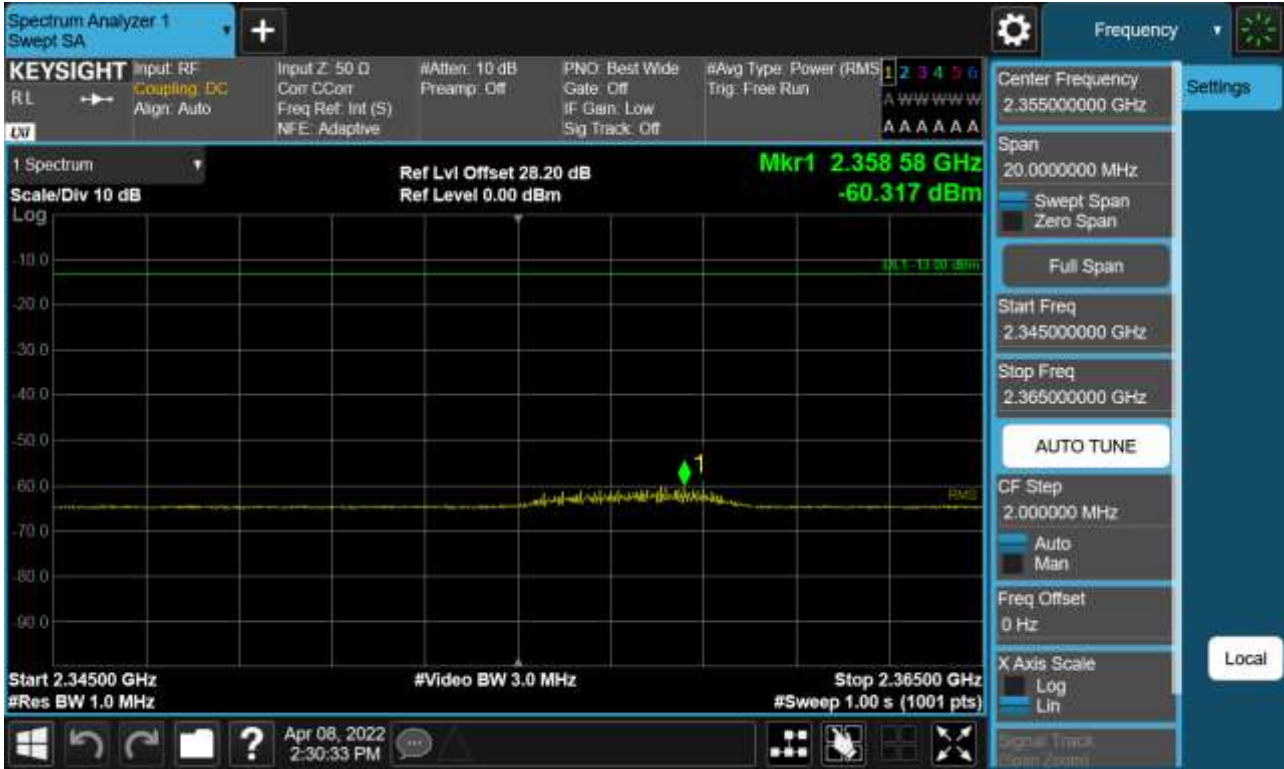 Spectrum Analyzer 1
Swept SA
+
Frequency
KEYSIGHT
RL
LXI
Input: RF
Coupling: DC
Align: Auto
Input Z: 50 Ω
Corr CCorr
Freq Ref: Int (S)
NFE: Adaptive
#Atten: 10 dB
Preamp: Off
PNO: Best Wide
Gate: Off
IF Gain: Low
Sig Track: Off
#Avg Type: Power (RMS
Trig: Free Run
1 2 3 4 5 6
A W W W W W
A A A A A A
Center Frequency
2.355000000 GHz
Settings
Span
20.0000000 MHz
Swept Span
Zero Span
Full Span
Start Freq
2.345000000 GHz
Stop Freq
2.365000000 GHz
AUTO TUNE
CF Step
2.000000 MHz
Auto
Man
Freq Offset
0 Hz
X Axis Scale
Log
Lin
Signal Track
(Span Zoom)
Local
1 Spectrum
Scale/Div 10 dB
Log
Ref Lvl Offset 28.20 dB
Ref Level 0.00 dBm
Mkr1 2.358 58 GHz
-60.317 dBm
DL1 -13.00 dBm
-10.0
-20.0
-30.0
-40.0
-50.0
-60.0
-70.0
-80.0
-90.0
1
RMS
Start 2.34500 GHz
#Video BW 3.0 MHz
Stop 2.36500 GHz
#Res BW 1.0 MHz
#Sweep 1.00 s (1001 pts)
?
Apr 08, 2022
2:30:33 PM